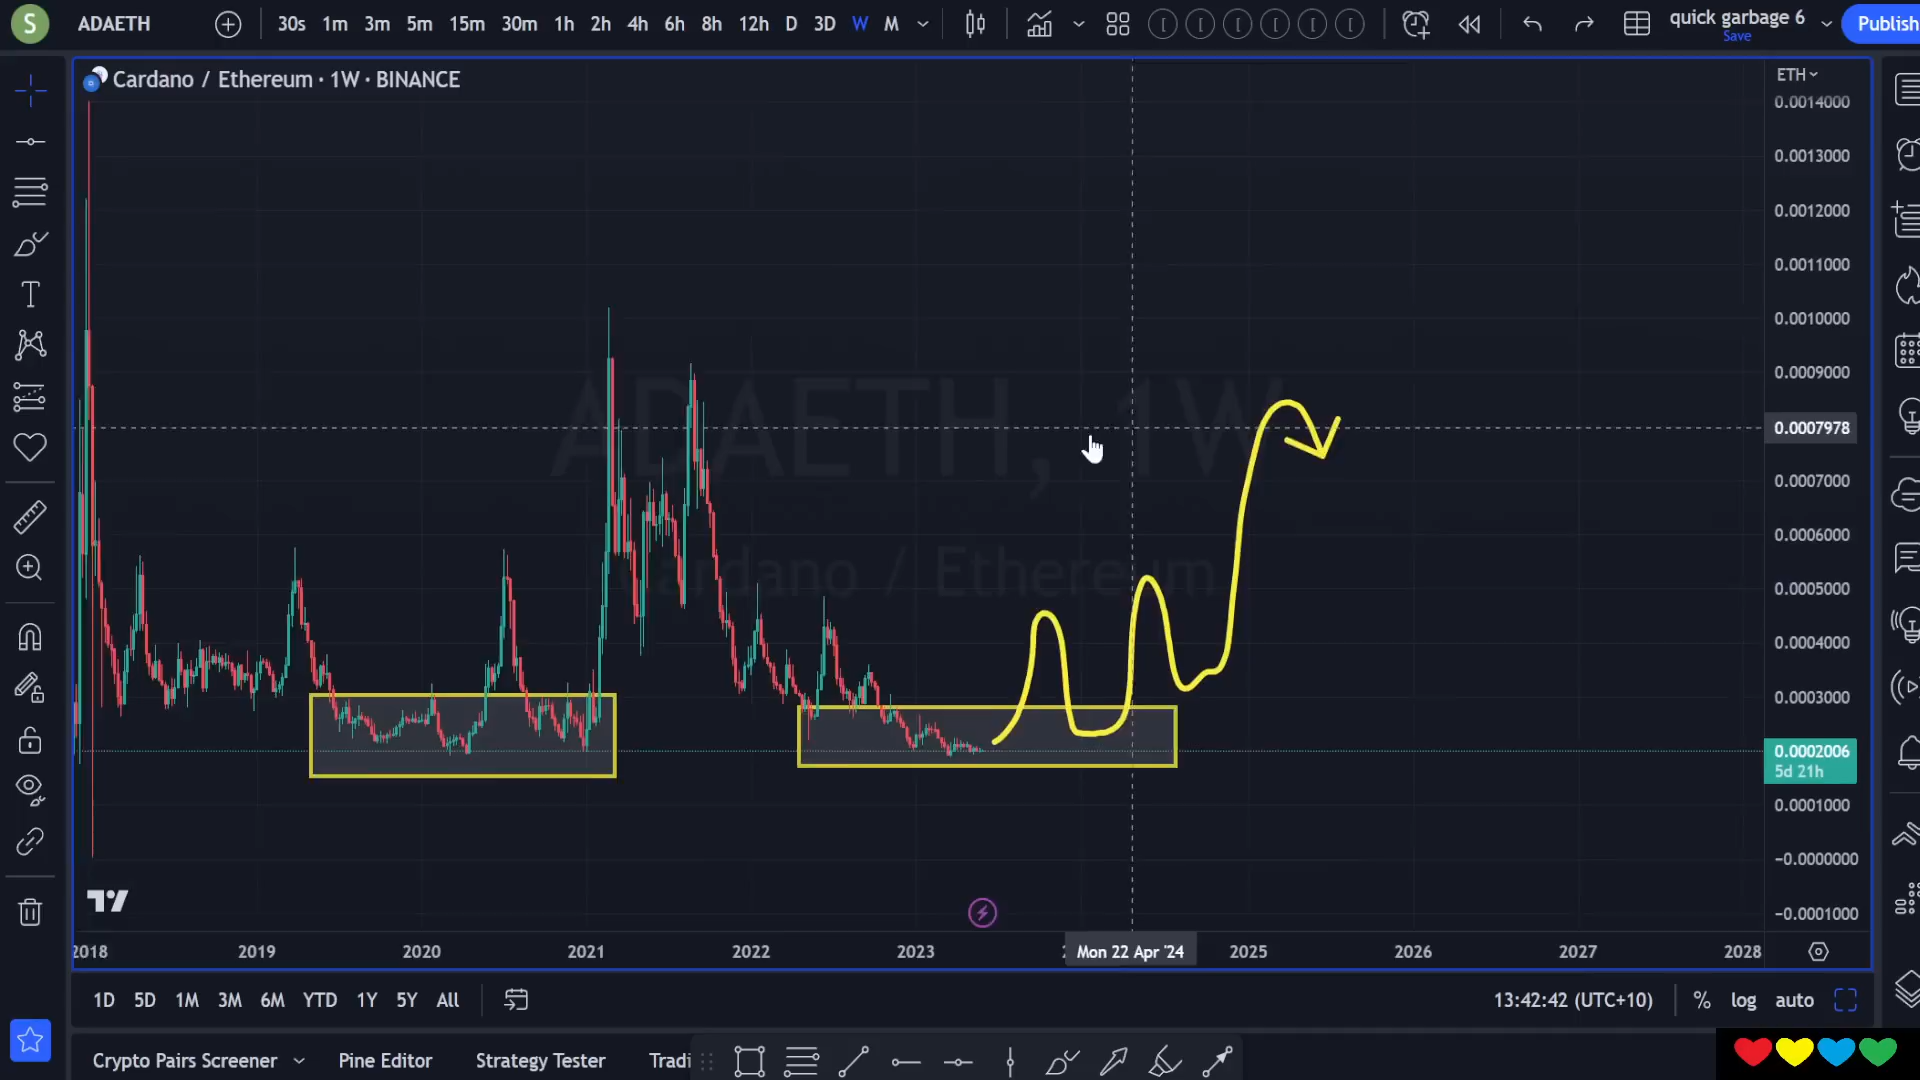 S ADAETH 30s 1m 3m 5m 15m 30m 1h 2h 4h 6h 8h 12h D 3D W M quick garbage 6 Publish
Save
Cardano / Ethereum · 1W · BINANCE
ETH
0.0014000
0.0013000
0.0012000
0.0011000
0.0010000
0.0009000
ADAETH, 1W
0.0007978
0.0007000
0.0006000
Cardano / Ethereum
0.0005000
0.0004000
0.0003000
0.0002006
5d 21h
0.0001000
-0.0000000
-0.0001000
2018 2019 2020 2021 2022 2023 Mon 22 Apr '24 2025 2026 2027 2028
1D 5D 1M 3M 6M YTD 1Y 5Y All 13:42:42 (UTC+10) % log auto
Crypto Pairs Screener Pine Editor Strategy Tester Tradi